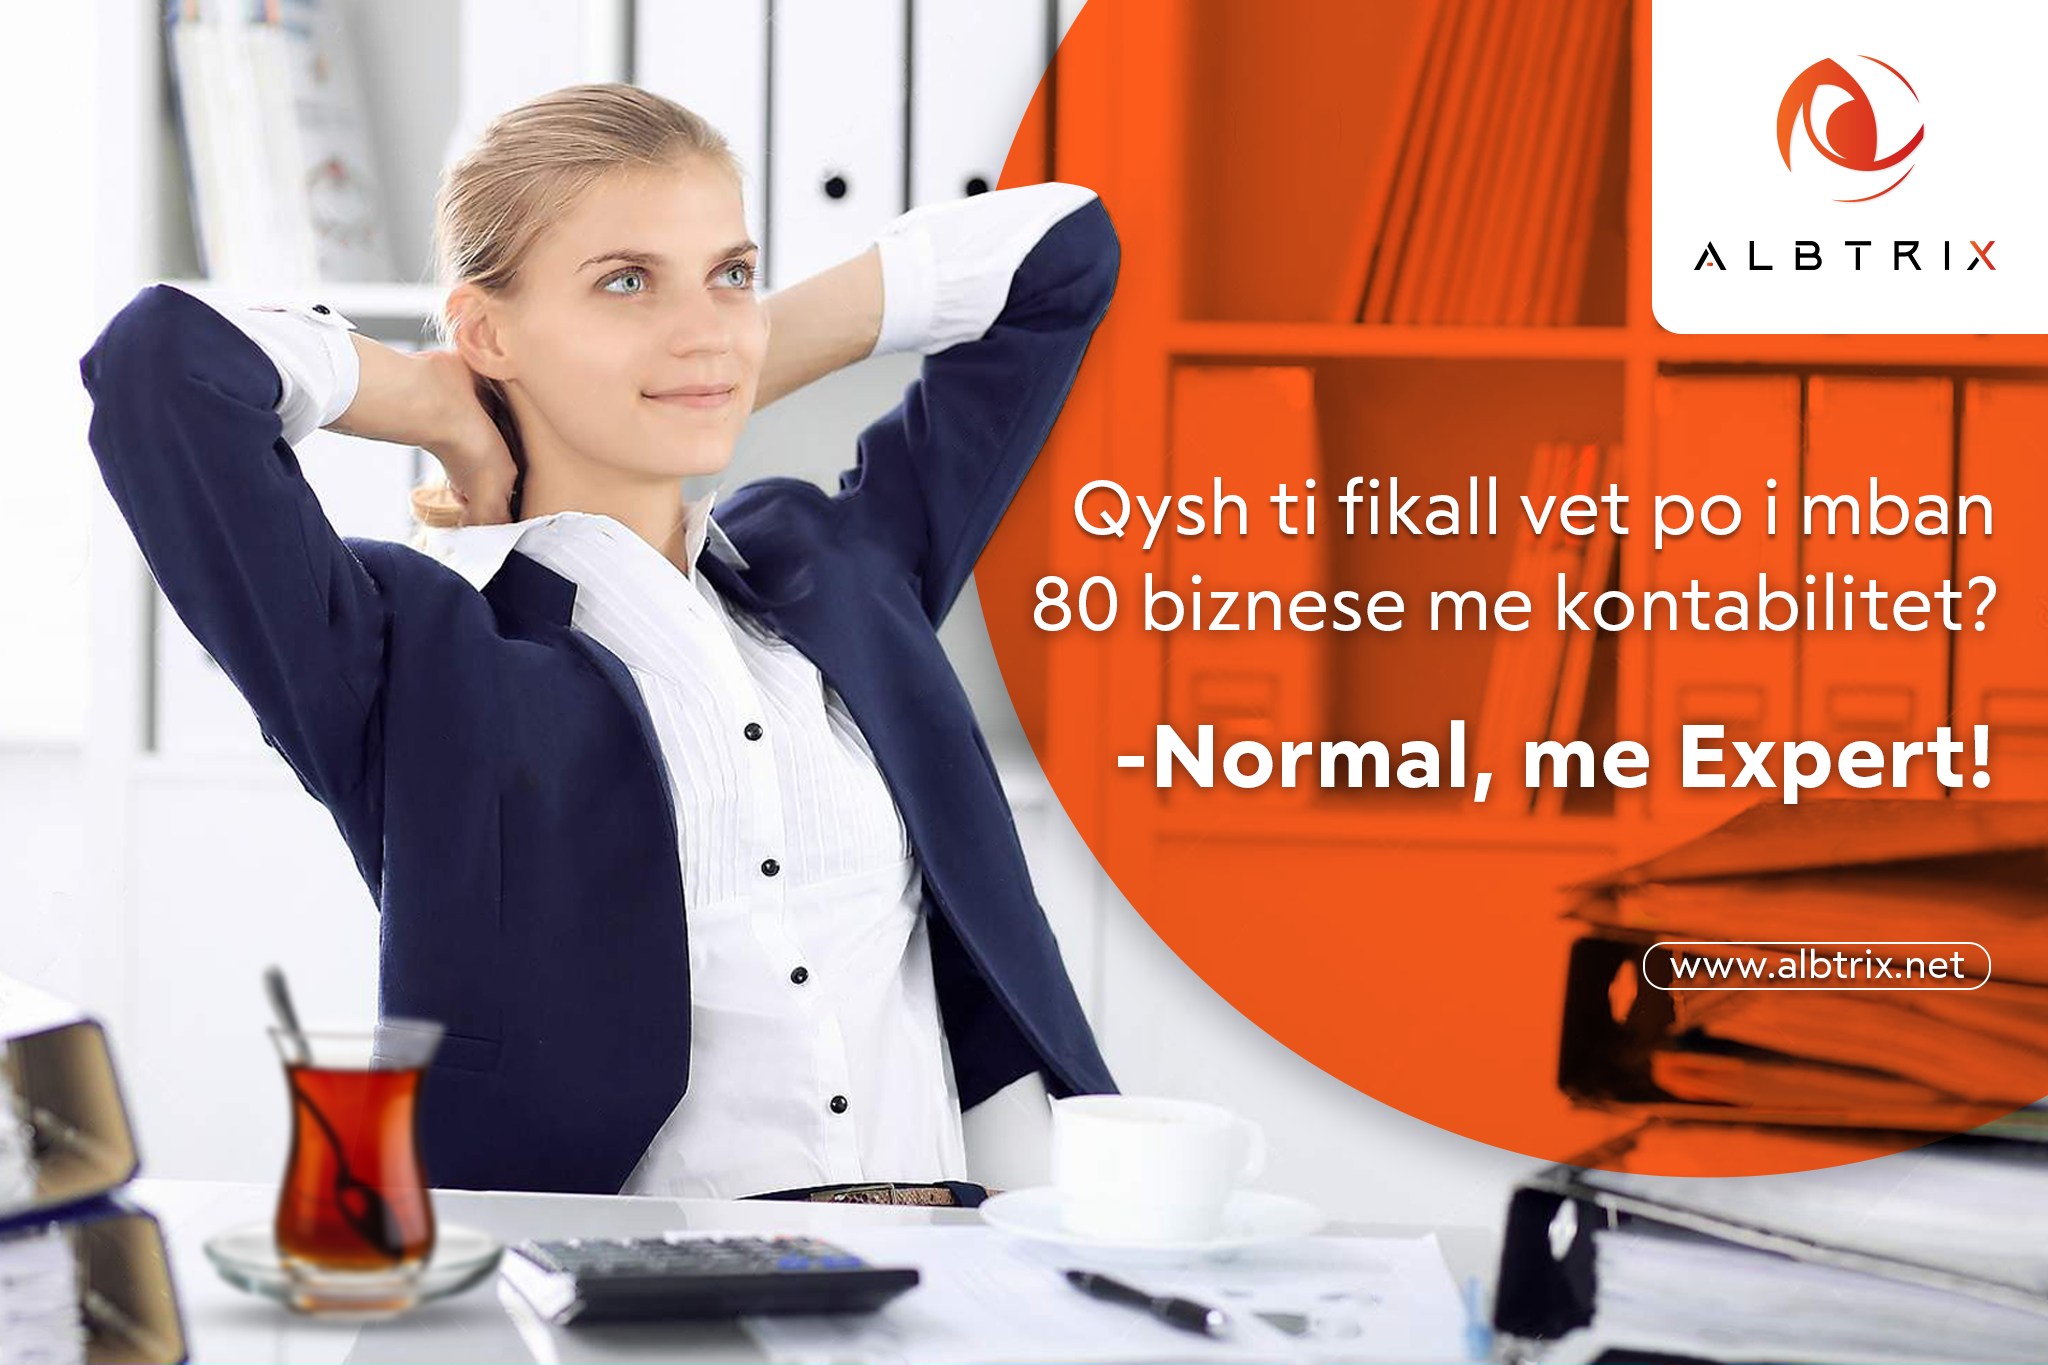 ALBTRIX
Qysh ti fikall vet po i mban
80 biznese me kontabilitet?
-Normal, me Expert!
www.albtrix.net